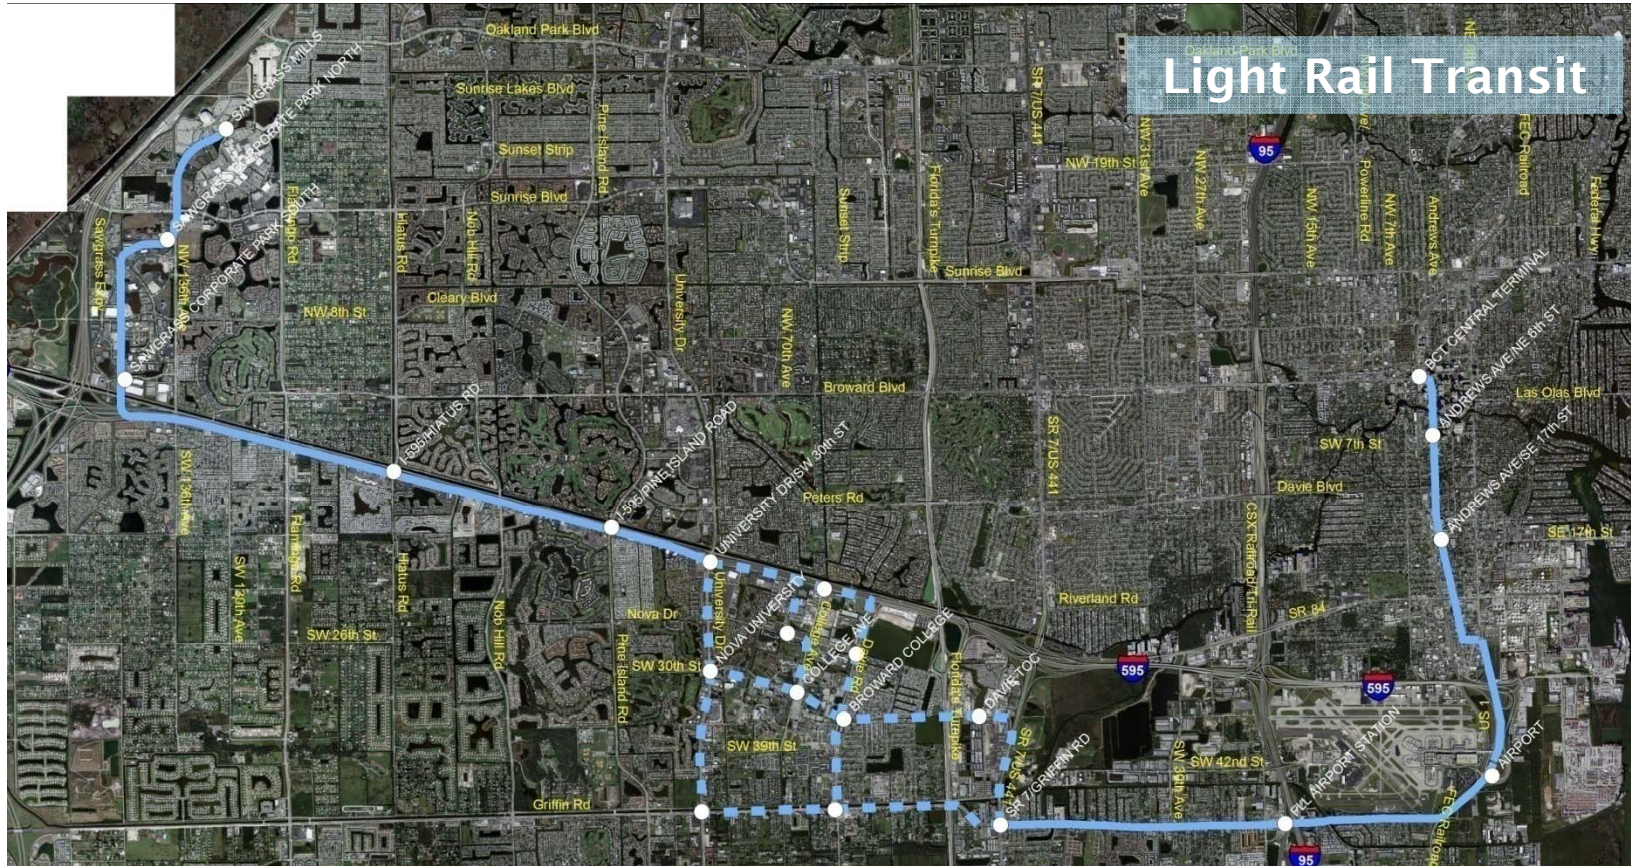 Light Rail Transit
Oakland Park Blvd
Oakland Park Blvd
SAWGRASS MILLS
SAWGRASS CORPORATE PARK NORTH
SAWGRASS CORPORATE PARK SOUTH
Sunrise Lakes Blvd
Pine Island Rd
SR 7/US 441
Sunset Strip
NW 19th St
NW 31st Ave
95
FEC Railroad
Sunrise Blvd
Flamingo Rd
Hiatus Rd
Nob Hill Rd
Sunset Strip
Florida's Turnpike
NW 27th Ave
NW 15th Ave
Powerline Rd
NW 7th Ave
Andrews Ave
Federal Hwy
Sawgrass Expy
NW 136th Ave
NW 8th St
Cleary Blvd
University Dr
NW 70th Ave
Sunrise Blvd
BCT CENTRAL TERMINAL
Broward Blvd
Las Olas Blvd
ANDREWS AVE/NE 6th ST
I-595/HIATUS RD
I-595/PINE ISLAND ROAD
UNIVERSITY DR/SW 30th ST
SR 7/US 441
SW 7th St
ANDREWS AVE/SE 17th ST
SW 136th Ave
Peters Rd
Davie Blvd
SE 17th St
Flamingo Rd
SW 130th Ave
Hiatus Rd
Nob Hill Rd
CSX Railroad/Tri-Rail
Riverland Rd
SR 84
Nova Dr
SW 26th St
University Dr
NOVA UNIVERSITY
College Ave
COLLEGE AVE
Davie Rd
BROWARD COLLEGE
SW 30th St
Pine Island Rd
Florida's Turnpike
DAVIE TOC
595
595
US 1
SW 39th St
SR 7/US 441
SR 7/GRIFFIN RD
SW 39th Ave
SW 42nd St
FLL AIRPORT STATION
AIRPORT
FEC Railroad
Griffin Rd
95